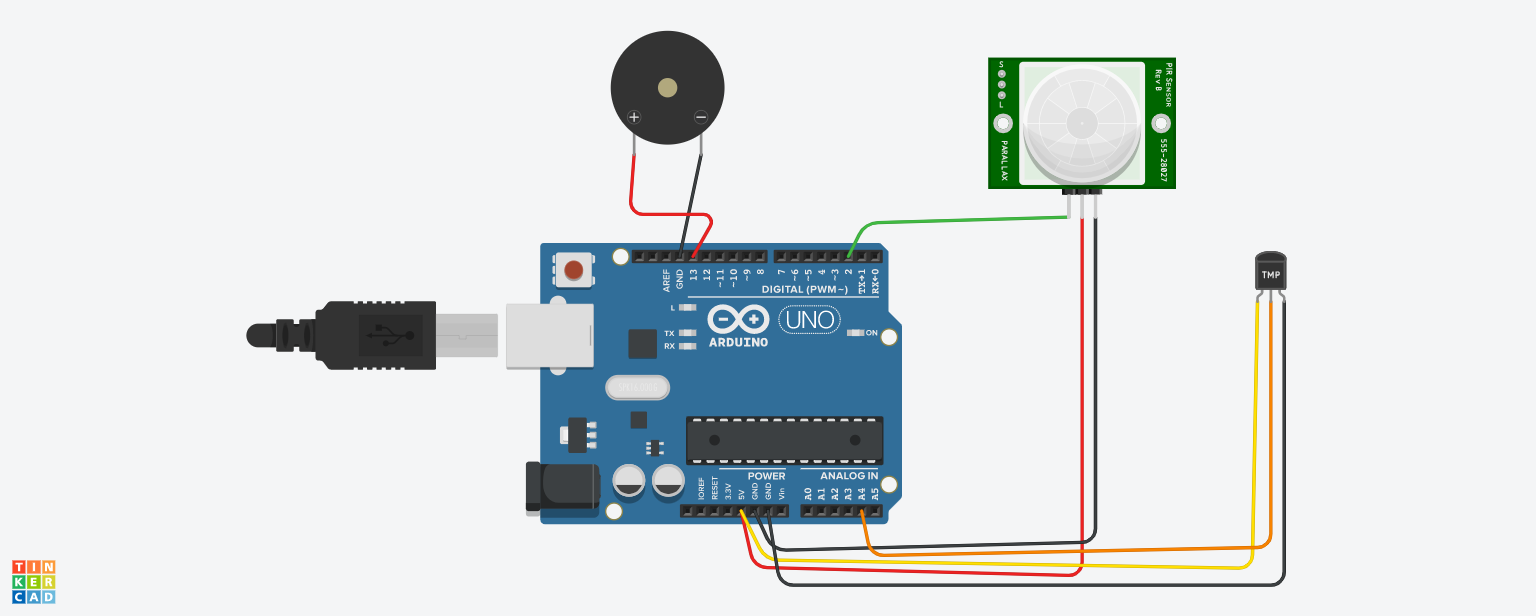 + −
S
L
PARALLAX
PIR SENSOR
REV B
555-28027
TMP
AREF
GND
13
12
~11
~10
~9
8
7
~6
~5
4
~3
2
TX→1
RX←0
DIGITAL (PWM~)
L
TX
RX
ARDUINO
UNO
ON
POWER
ANALOG IN
IOREF
RESET
3.3V
5V
GND
GND
Vin
A0
A1
A2
A3
A4
A5
TIN
KER
CAD